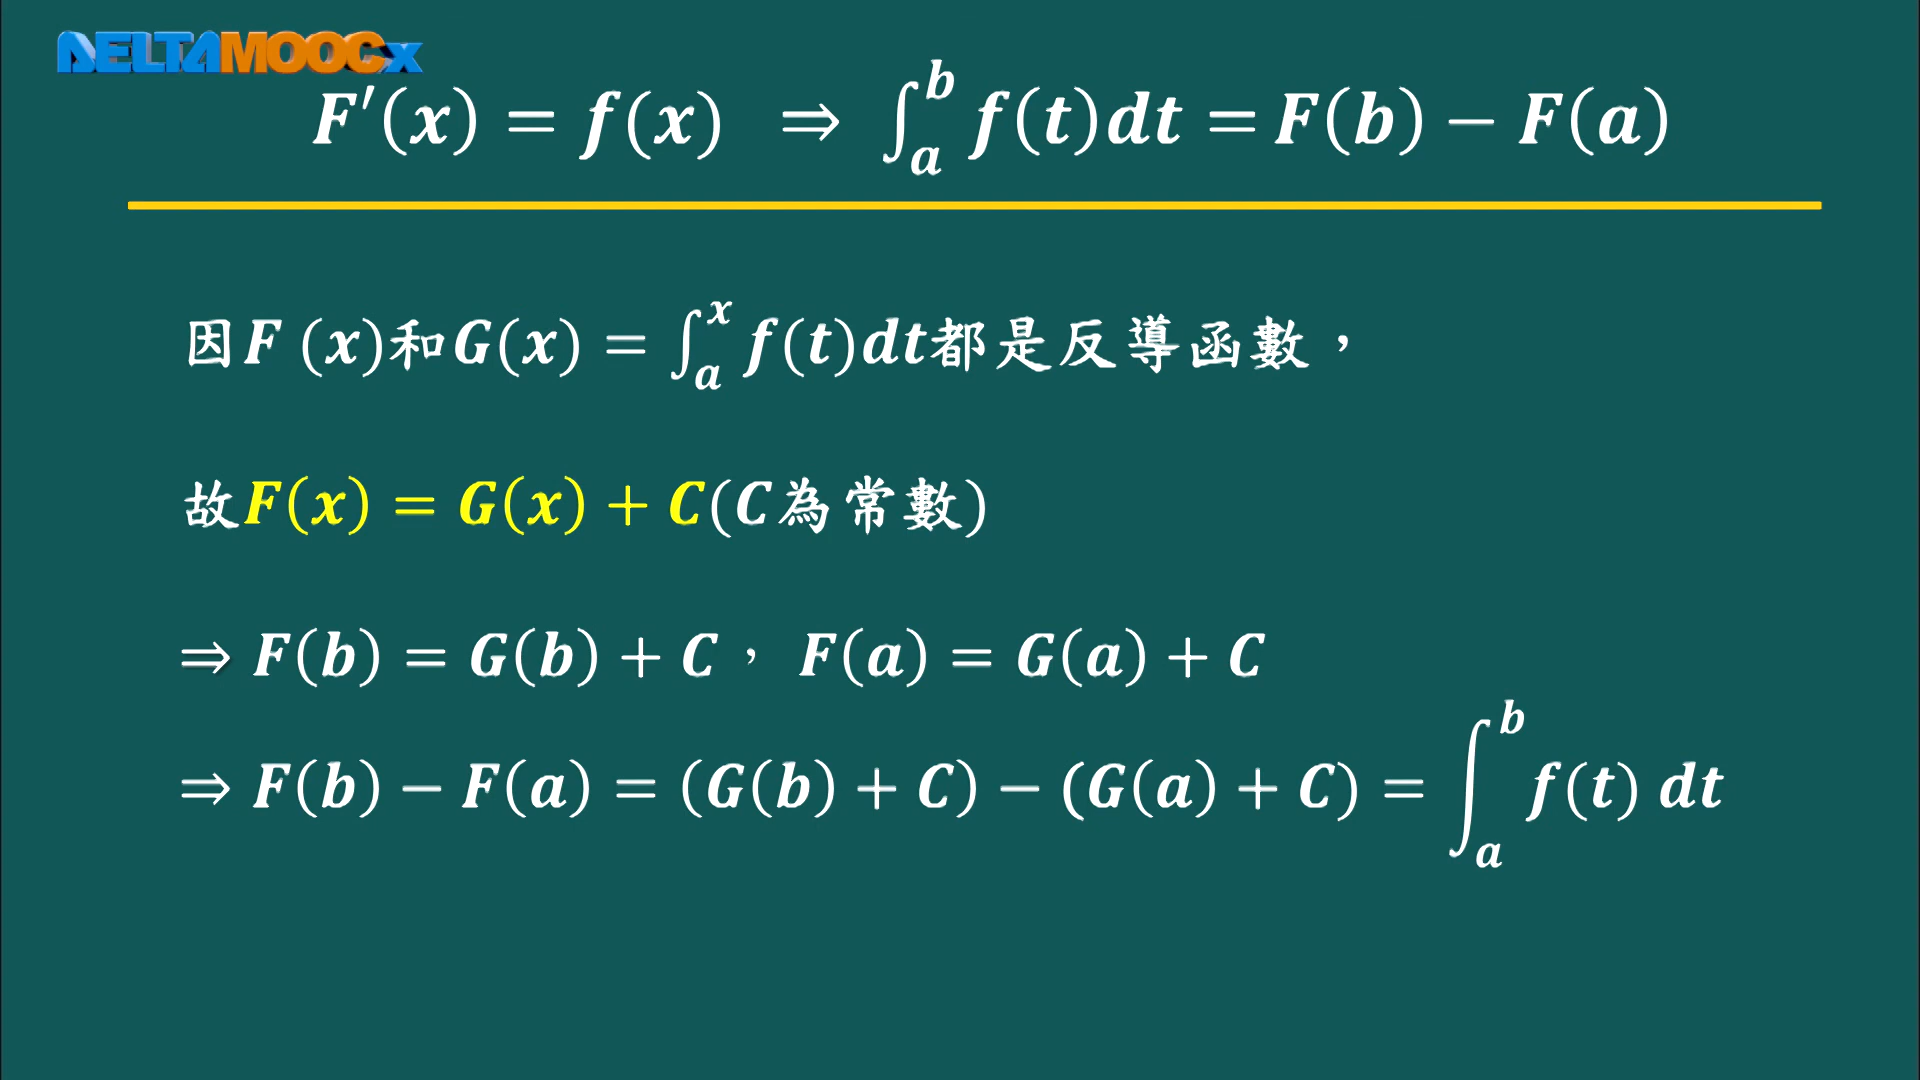 DELTAMOOCx
F′(x) = f(x) ⇒ ∫_a^b f(t)dt = F(b) − F(a)
因F (x)和G(x) = ∫_a^x f(t)dt都是反導函數，
故F(x) = G(x) + C(C為常數)
⇒ F(b) = G(b) + C， F(a) = G(a) + C
⇒ F(b) − F(a) = (G(b) + C) − (G(a) + C) = ∫_a^b f(t) dt